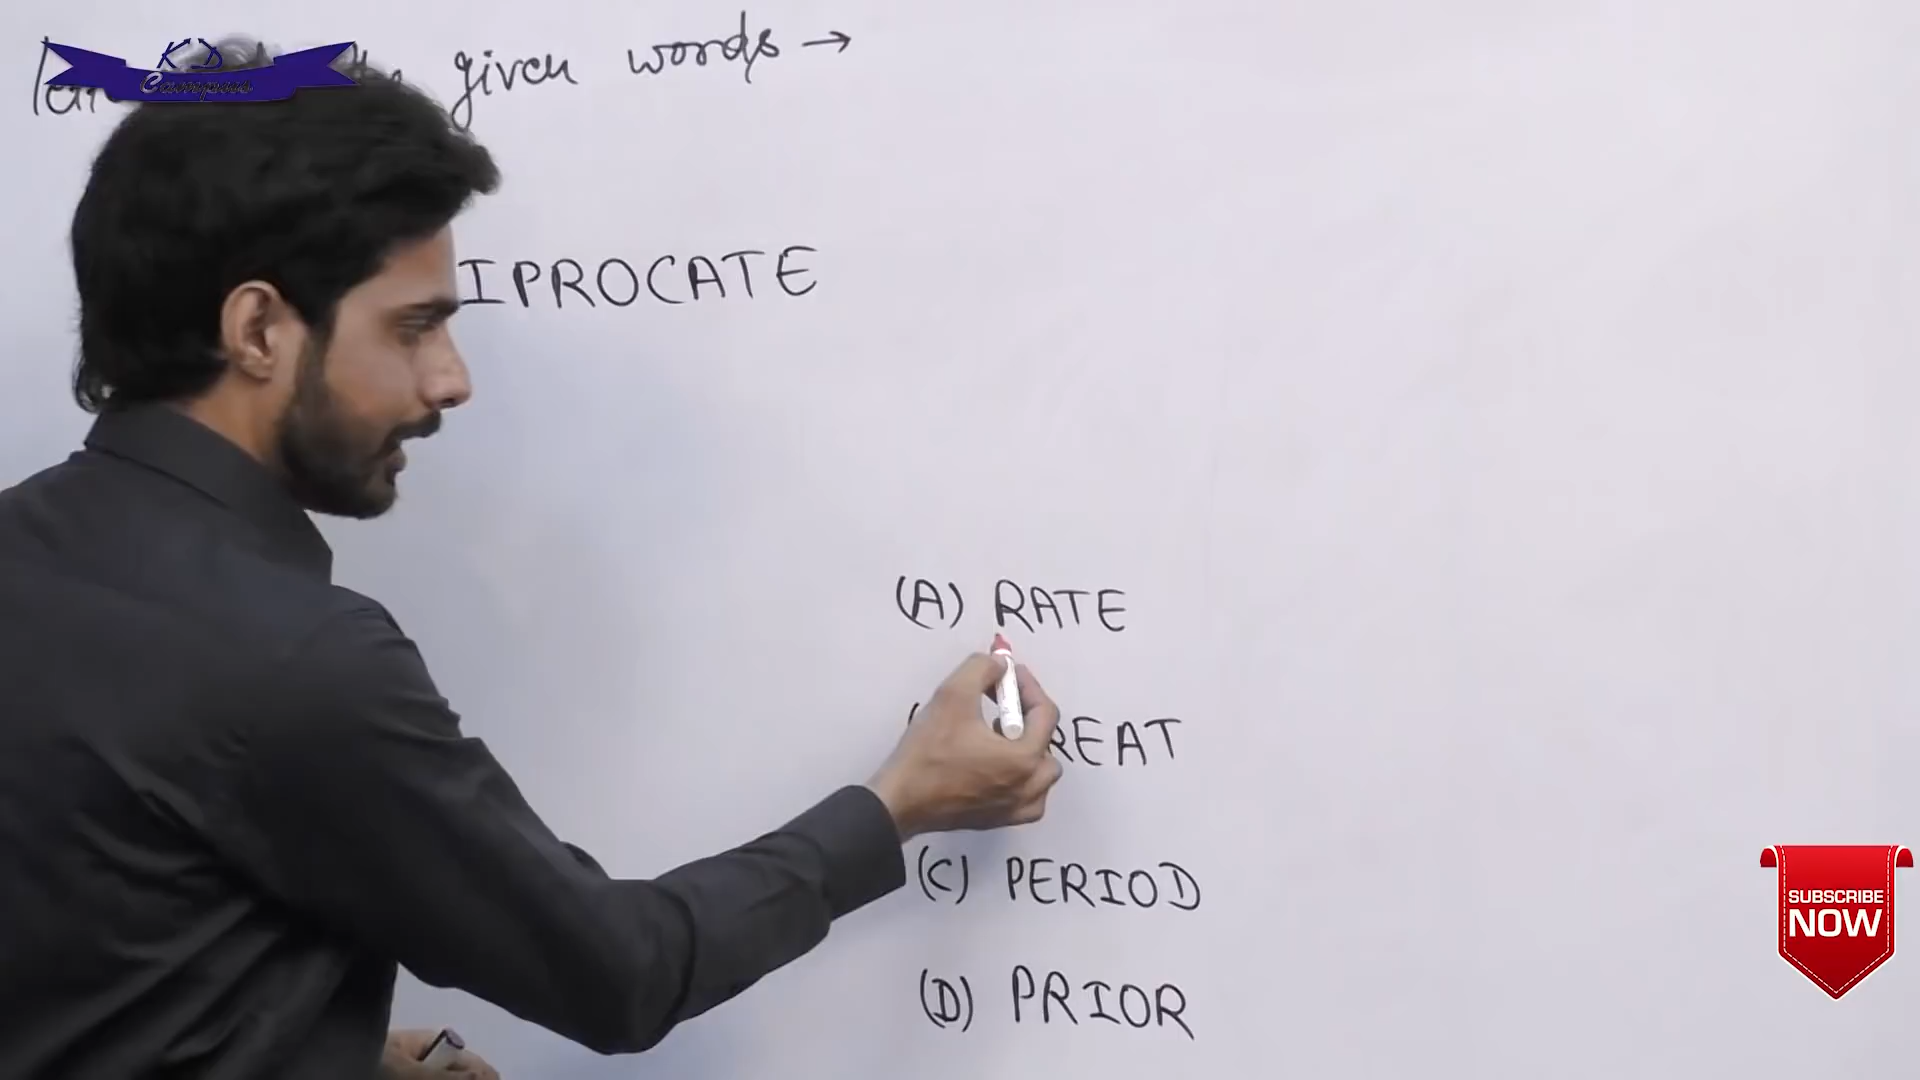 K D
Campus
given words →
IPROCATE
(A) RATE
REAT
(C) PERIOD
(D) PRIOR
SUBSCRIBE
NOW